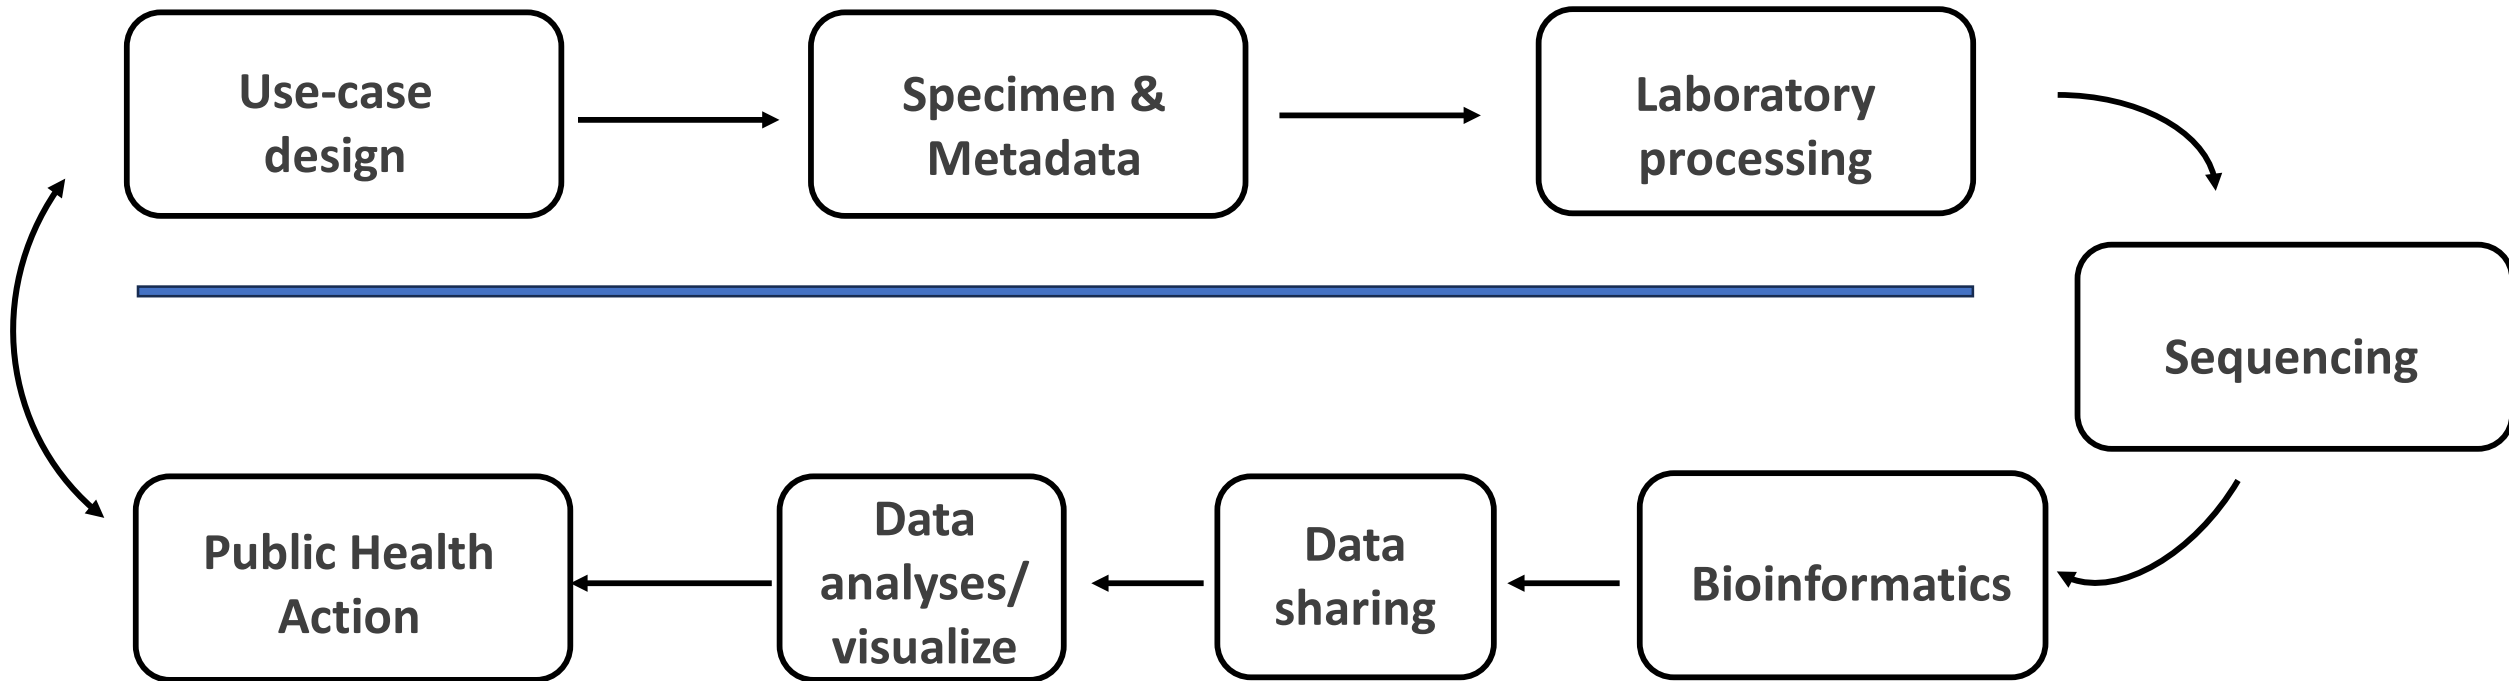 Use-case
design
Specimen &
Metadata
Laboratory
processing
Sequencing
Public Health
Action
Data
analyses/
visualize
Data
sharing
Bioinformatics